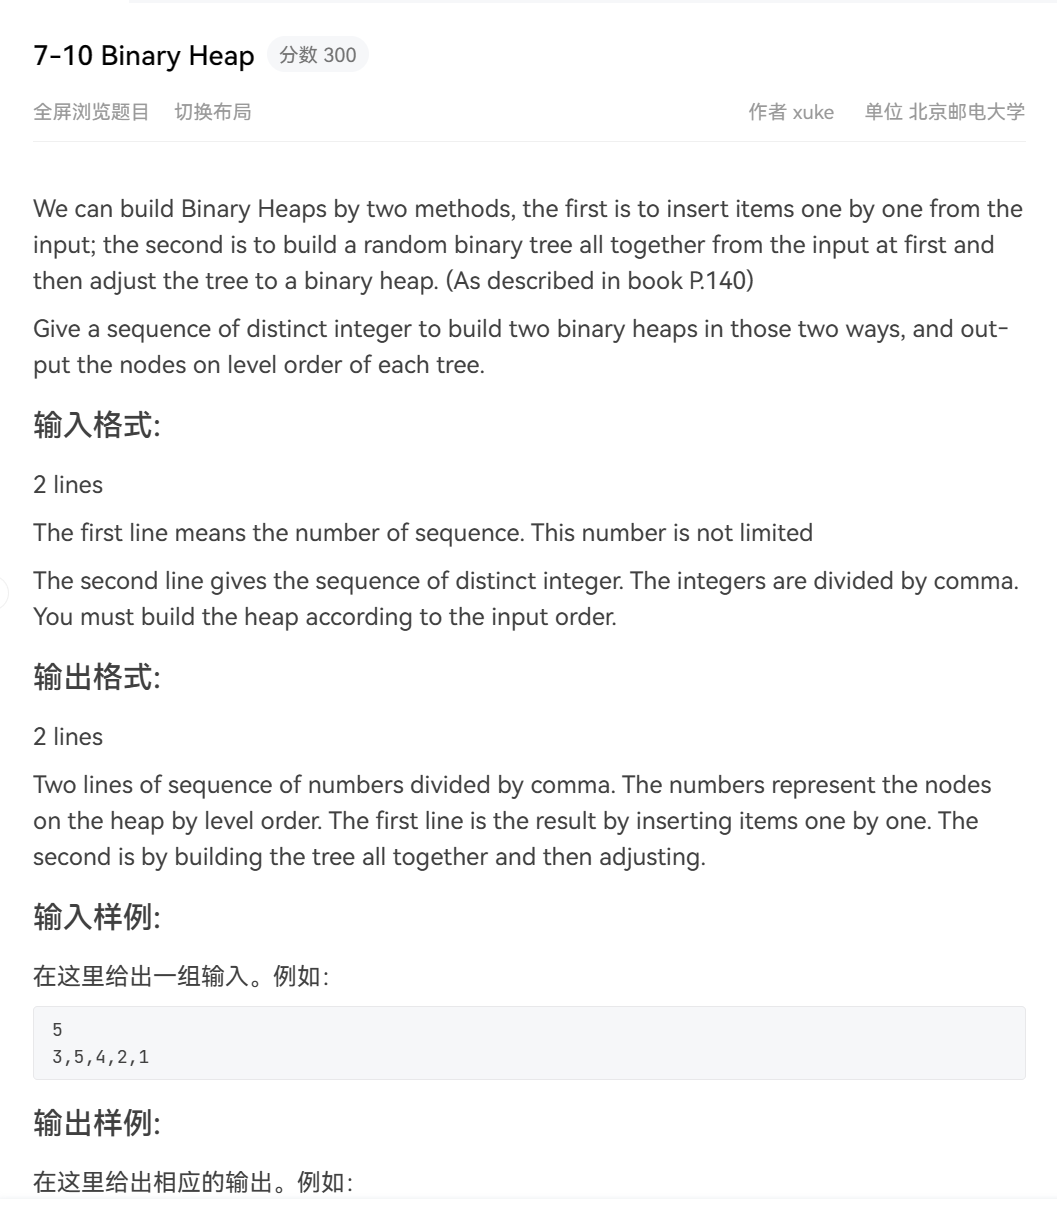 7-10 Binary Heap 分数 300
全屏浏览题目 切换布局 作者 xuke 单位 北京邮电大学
We can build Binary Heaps by two methods, the first is to insert items one by one from the
input; the second is to build a random binary tree all together from the input at first and
then adjust the tree to a binary heap. (As described in book P.140)
Give a sequence of distinct integer to build two binary heaps in those two ways, and out-
put the nodes on level order of each tree.
输入格式:
2 lines
The first line means the number of sequence. This number is not limited
The second line gives the sequence of distinct integer. The integers are divided by comma.
You must build the heap according to the input order.
输出格式:
2 lines
Two lines of sequence of numbers divided by comma. The numbers represent the nodes
on the heap by level order. The first line is the result by inserting items one by one. The
second is by building the tree all together and then adjusting.
输入样例:
在这里给出一组输入。例如：
5
3,5,4,2,1
输出样例:
在这里给出相应的输出。例如：